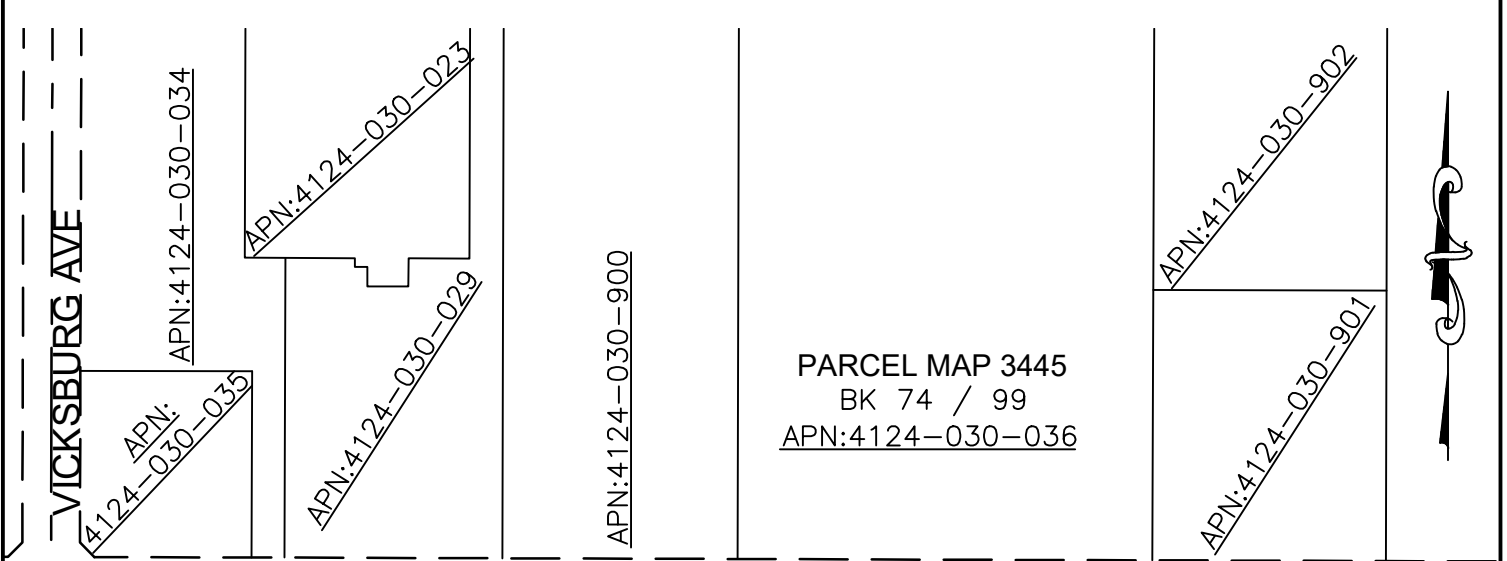 VICKSBURG AVE
APN:4124-030-034
APN:4124-030-023
APN:
4124-030-035
APN:4124-030-029
APN:4124-030-900
PARCEL MAP 3445
BK 74 / 99
APN:4124-030-036
APN:4124-030-902
APN:4124-030-901